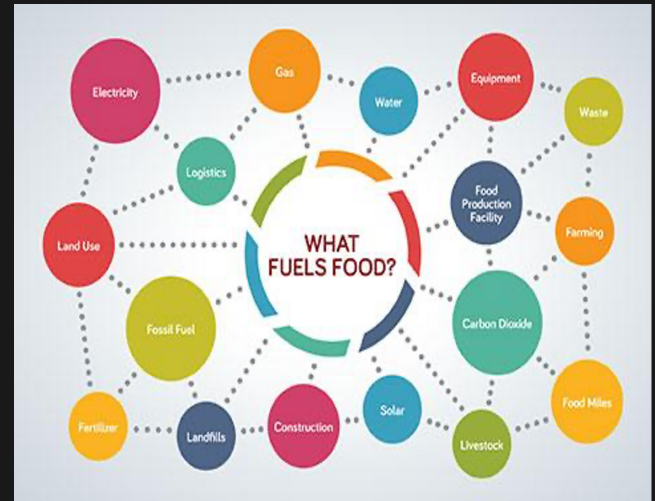 Electricity
Gas
Water
Equipment
Waste
Logistics
Food
Production
Facility
Land Use
WHAT
FUELS FOOD?
Farming
Fossil Fuel
Carbon Dioxide
Fertilizer
Landfills
Construction
Solar
Livestock
Food Miles